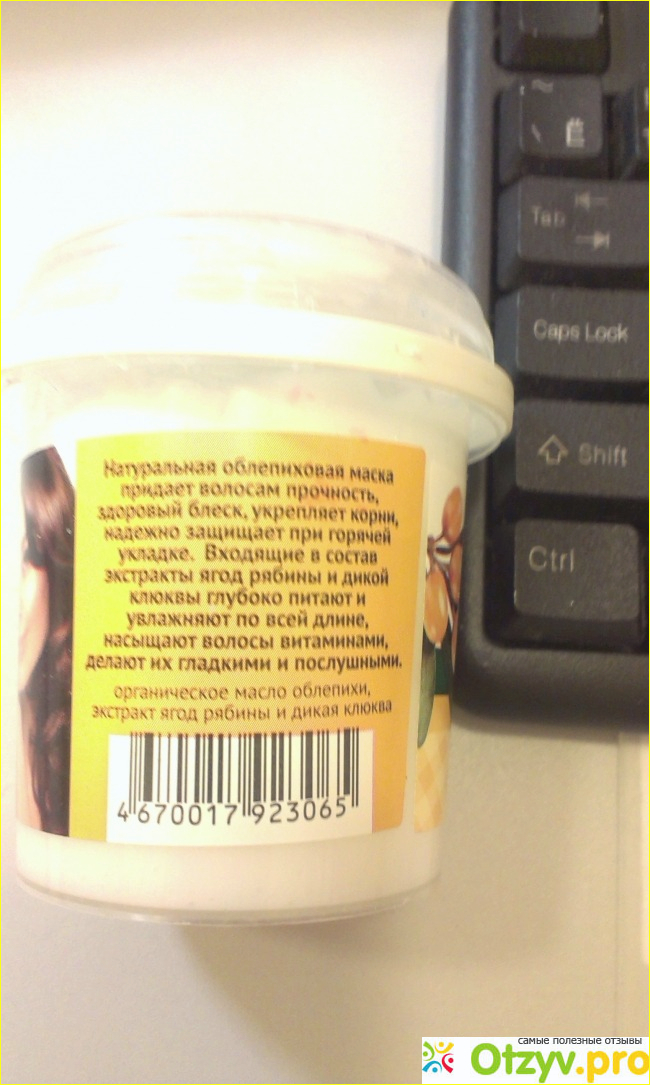 ~
\ Ё
Tab
Caps Lock
Shift
Ctrl
Натуральная облепиховая маска
придает волосам прочность,
здоровый блеск, укрепляет корни,
надежно защищает при горячей
укладке. Входящие в состав
экстракты ягод рябины и дикой
клюквы глубоко питают и
увлажняют по всей длине,
насыщают волосы витаминами,
делают их гладкими и послушными.
органическое масло облепихи,
экстракт ягод рябины и дикая клюква
4 670017 923065
самые полезные отзывы
Otzyv.pro